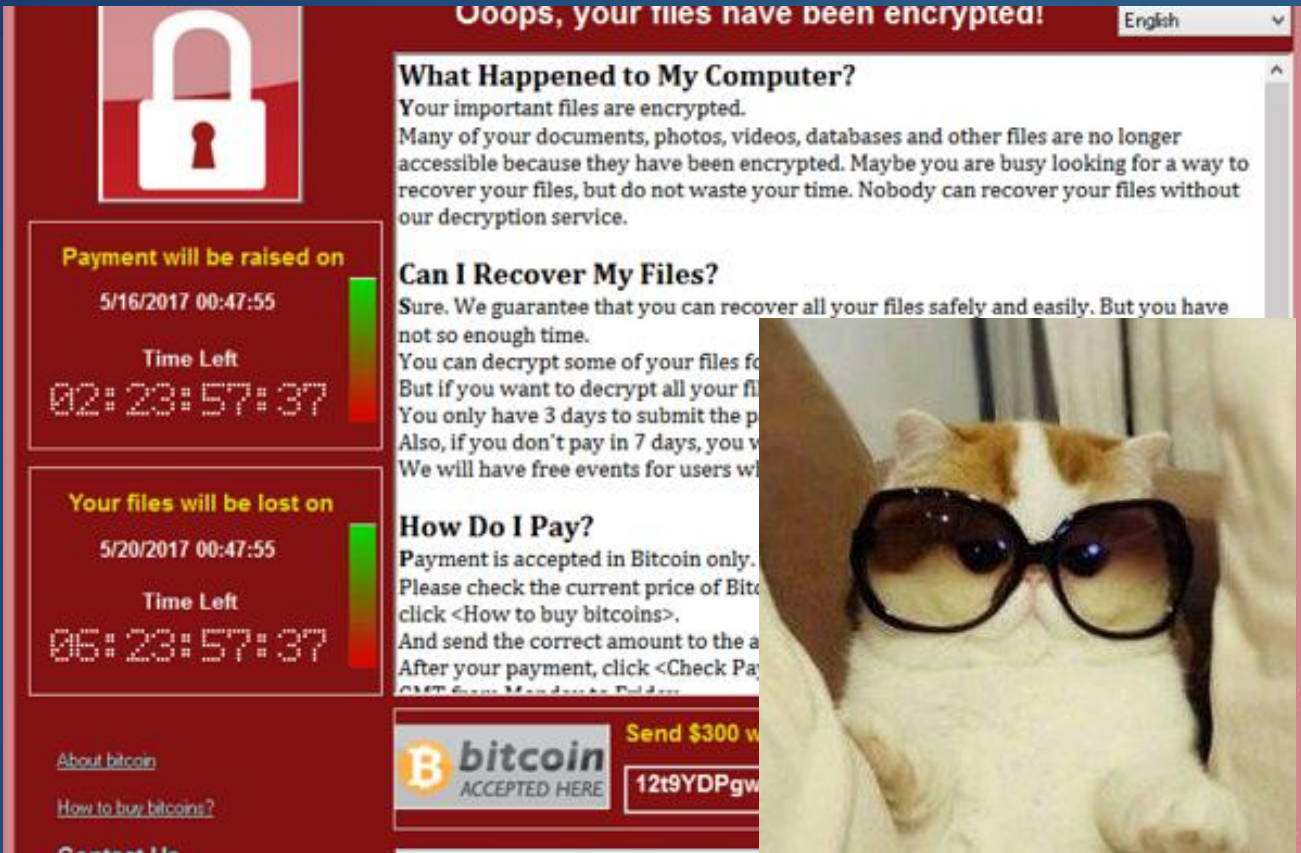 Ooops, your files have been encrypted!
English
What Happened to My Computer?
Your important files are encrypted.
Many of your documents, photos, videos, databases and other files are no longer
accessible because they have been encrypted. Maybe you are busy looking for a way to
recover your files, but do not waste your time. Nobody can recover your files without
our decryption service.
Can I Recover My Files?
Sure. We guarantee that you can recover all your files safely and easily. But you have
not so enough time.
You can decrypt some of your files
But if you want to decrypt all your
You only have 3 days to submit the
Also, if you don't pay in 7 days, you
We will have free events for users
How Do I Pay?
Payment is accepted in Bitcoin only.
Please check the current price of
click <How to buy bitcoins>.
And send the correct amount to the
After your payment, click <Check
GMT from Monday to Friday
Payment will be raised on
5/16/2017 00:47:55
Time Left
02:23:57:37
Your files will be lost on
5/20/2017 00:47:55
Time Left
06:23:57:37
About bitcoin
How to buy bitcoins?
Contact Us
bitcoin
ACCEPTED HERE
Send $300
12t9YDPgw